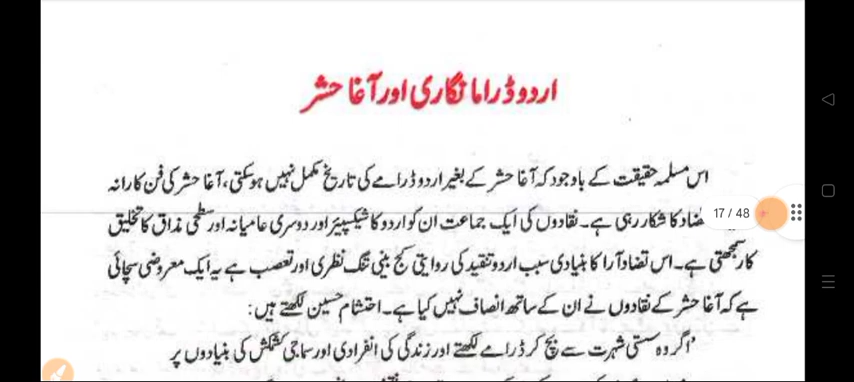 اردو ڈراما نگاری اور آغا حشر
اس مسلمہ حقیقت کے باوجود کہ آغا حشر کے بغیر اردو ڈرامے کی تاریخ مکمل نہیں ہو سکتی، آغا حشر کی فن کارانہ
کا شکار رہی ہے۔ نقادوں کی ایک جماعت ان کو اردو کا شیکسپیئر اور دوسری عامیانہ اور سطحی مذاق کا تخلیق
کار سمجھتی ہے۔ اس تضاد آرا کا بنیادی سبب اردو تنقید کی روایتی کج بینی تنگ نظری اور تعصب ہے یہ ایک معروضی سچائی
ہے کہ آغا حشر کے نقادوں نے ان کے ساتھ انصاف نہیں کیا ہے۔ احتشام حسین لکھتے ہیں:
"اگر وہ سستی شہرت سے بچ کر ڈرامے لکھتے اور زندگی کی انفرادی اور سماجی کشمکش کی بنیادوں پر
17 / 48